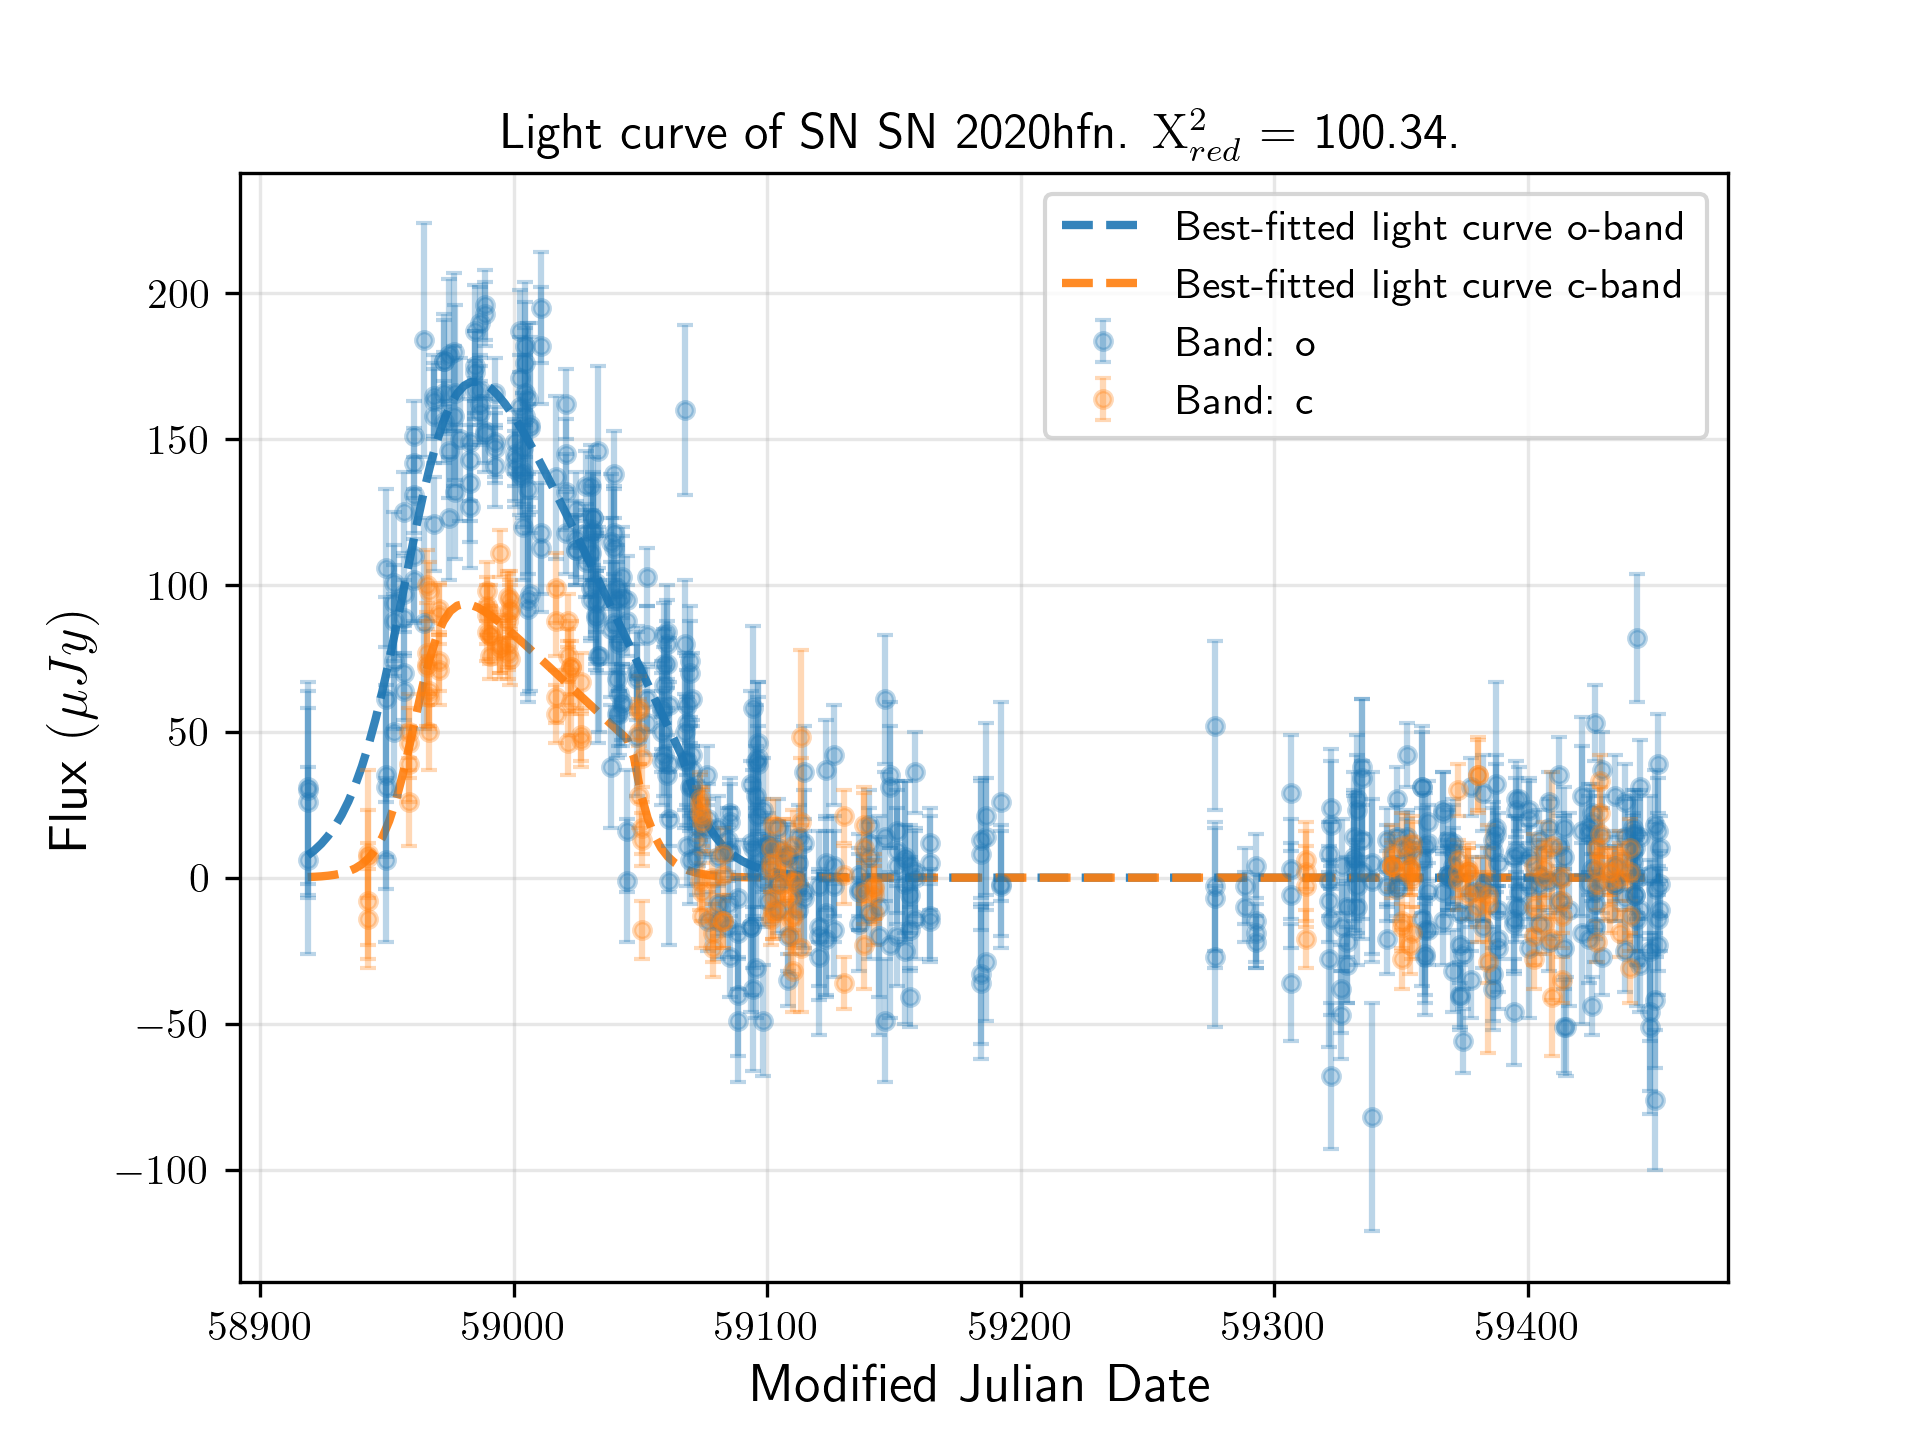 Light curve of SN SN 2020hfn. X²_red = 100.34.
Best-fitted light curve o-band
Best-fitted light curve c-band
Band: o
Band: c
Flux (μJy)
200
150
100
50
0
−50
−100
58900 59000 59100 59200 59300 59400
Modified Julian Date